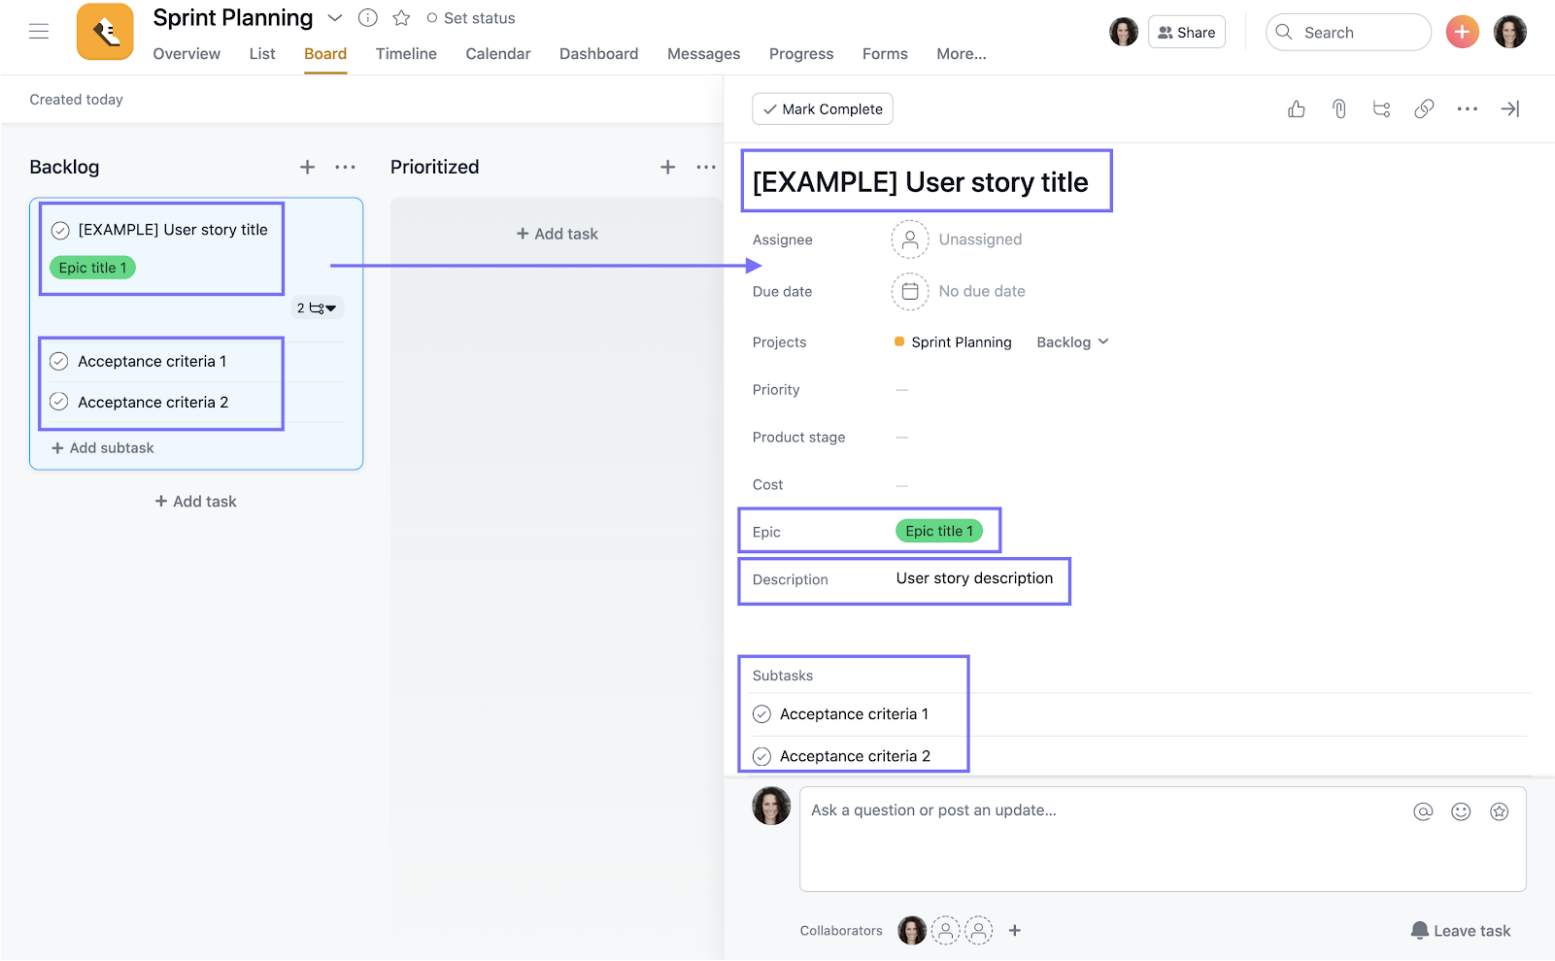 Sprint Planning
Set status
Overview List Board Timeline Calendar Dashboard Messages Progress Forms More...
Share
Search
Created today
Backlog
[EXAMPLE] User story title
Epic title 1
2
Acceptance criteria 1
Acceptance criteria 2
+ Add subtask
+ Add task
Prioritized
+ Add task
Mark Complete
[EXAMPLE] User story title
Assignee Unassigned
Due date No due date
Projects Sprint Planning Backlog
Priority —
Product stage —
Cost —
Epic Epic title 1
Description User story description
Subtasks
Acceptance criteria 1
Acceptance criteria 2
Ask a question or post an update...
Collaborators
Leave task